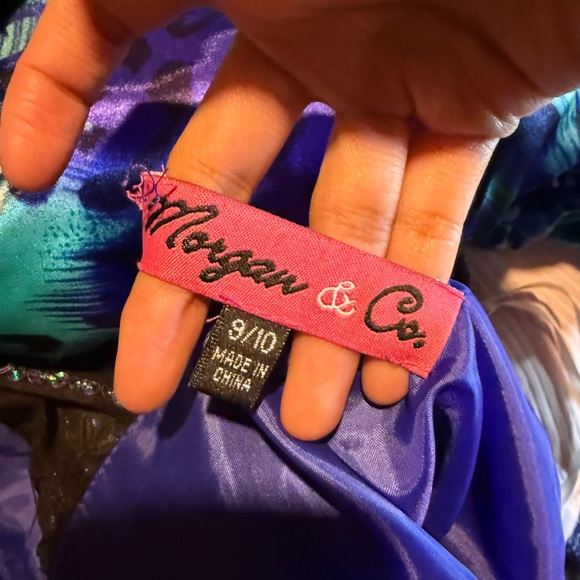 Morgan & Co.
9/10
MADE IN
CHINA